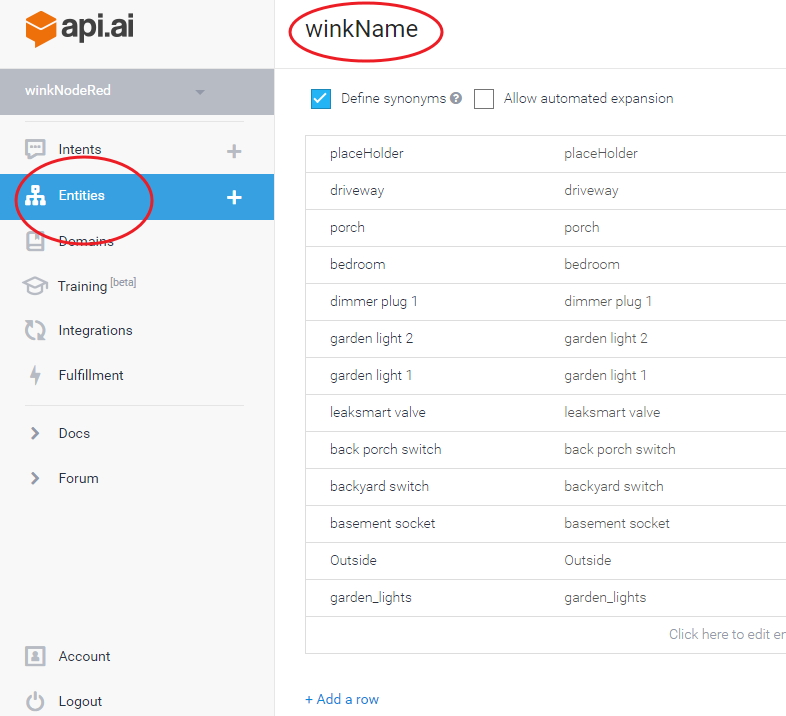 api.ai
winkName
winkNodeRed
Define synonyms ? Allow automated expansion
Intents +
Entities +
Domains
Training [beta]
Integrations
Fulfillment
Docs
Forum
Account
Logout
placeHolder placeHolder
driveway driveway
porch porch
bedroom bedroom
dimmer plug 1 dimmer plug 1
garden light 2 garden light 2
garden light 1 garden light 1
leaksmart valve leaksmart valve
back porch switch back porch switch
backyard switch backyard switch
basement socket basement socket
Outside Outside
garden_lights garden_lights
Click here to edit er
+ Add a row